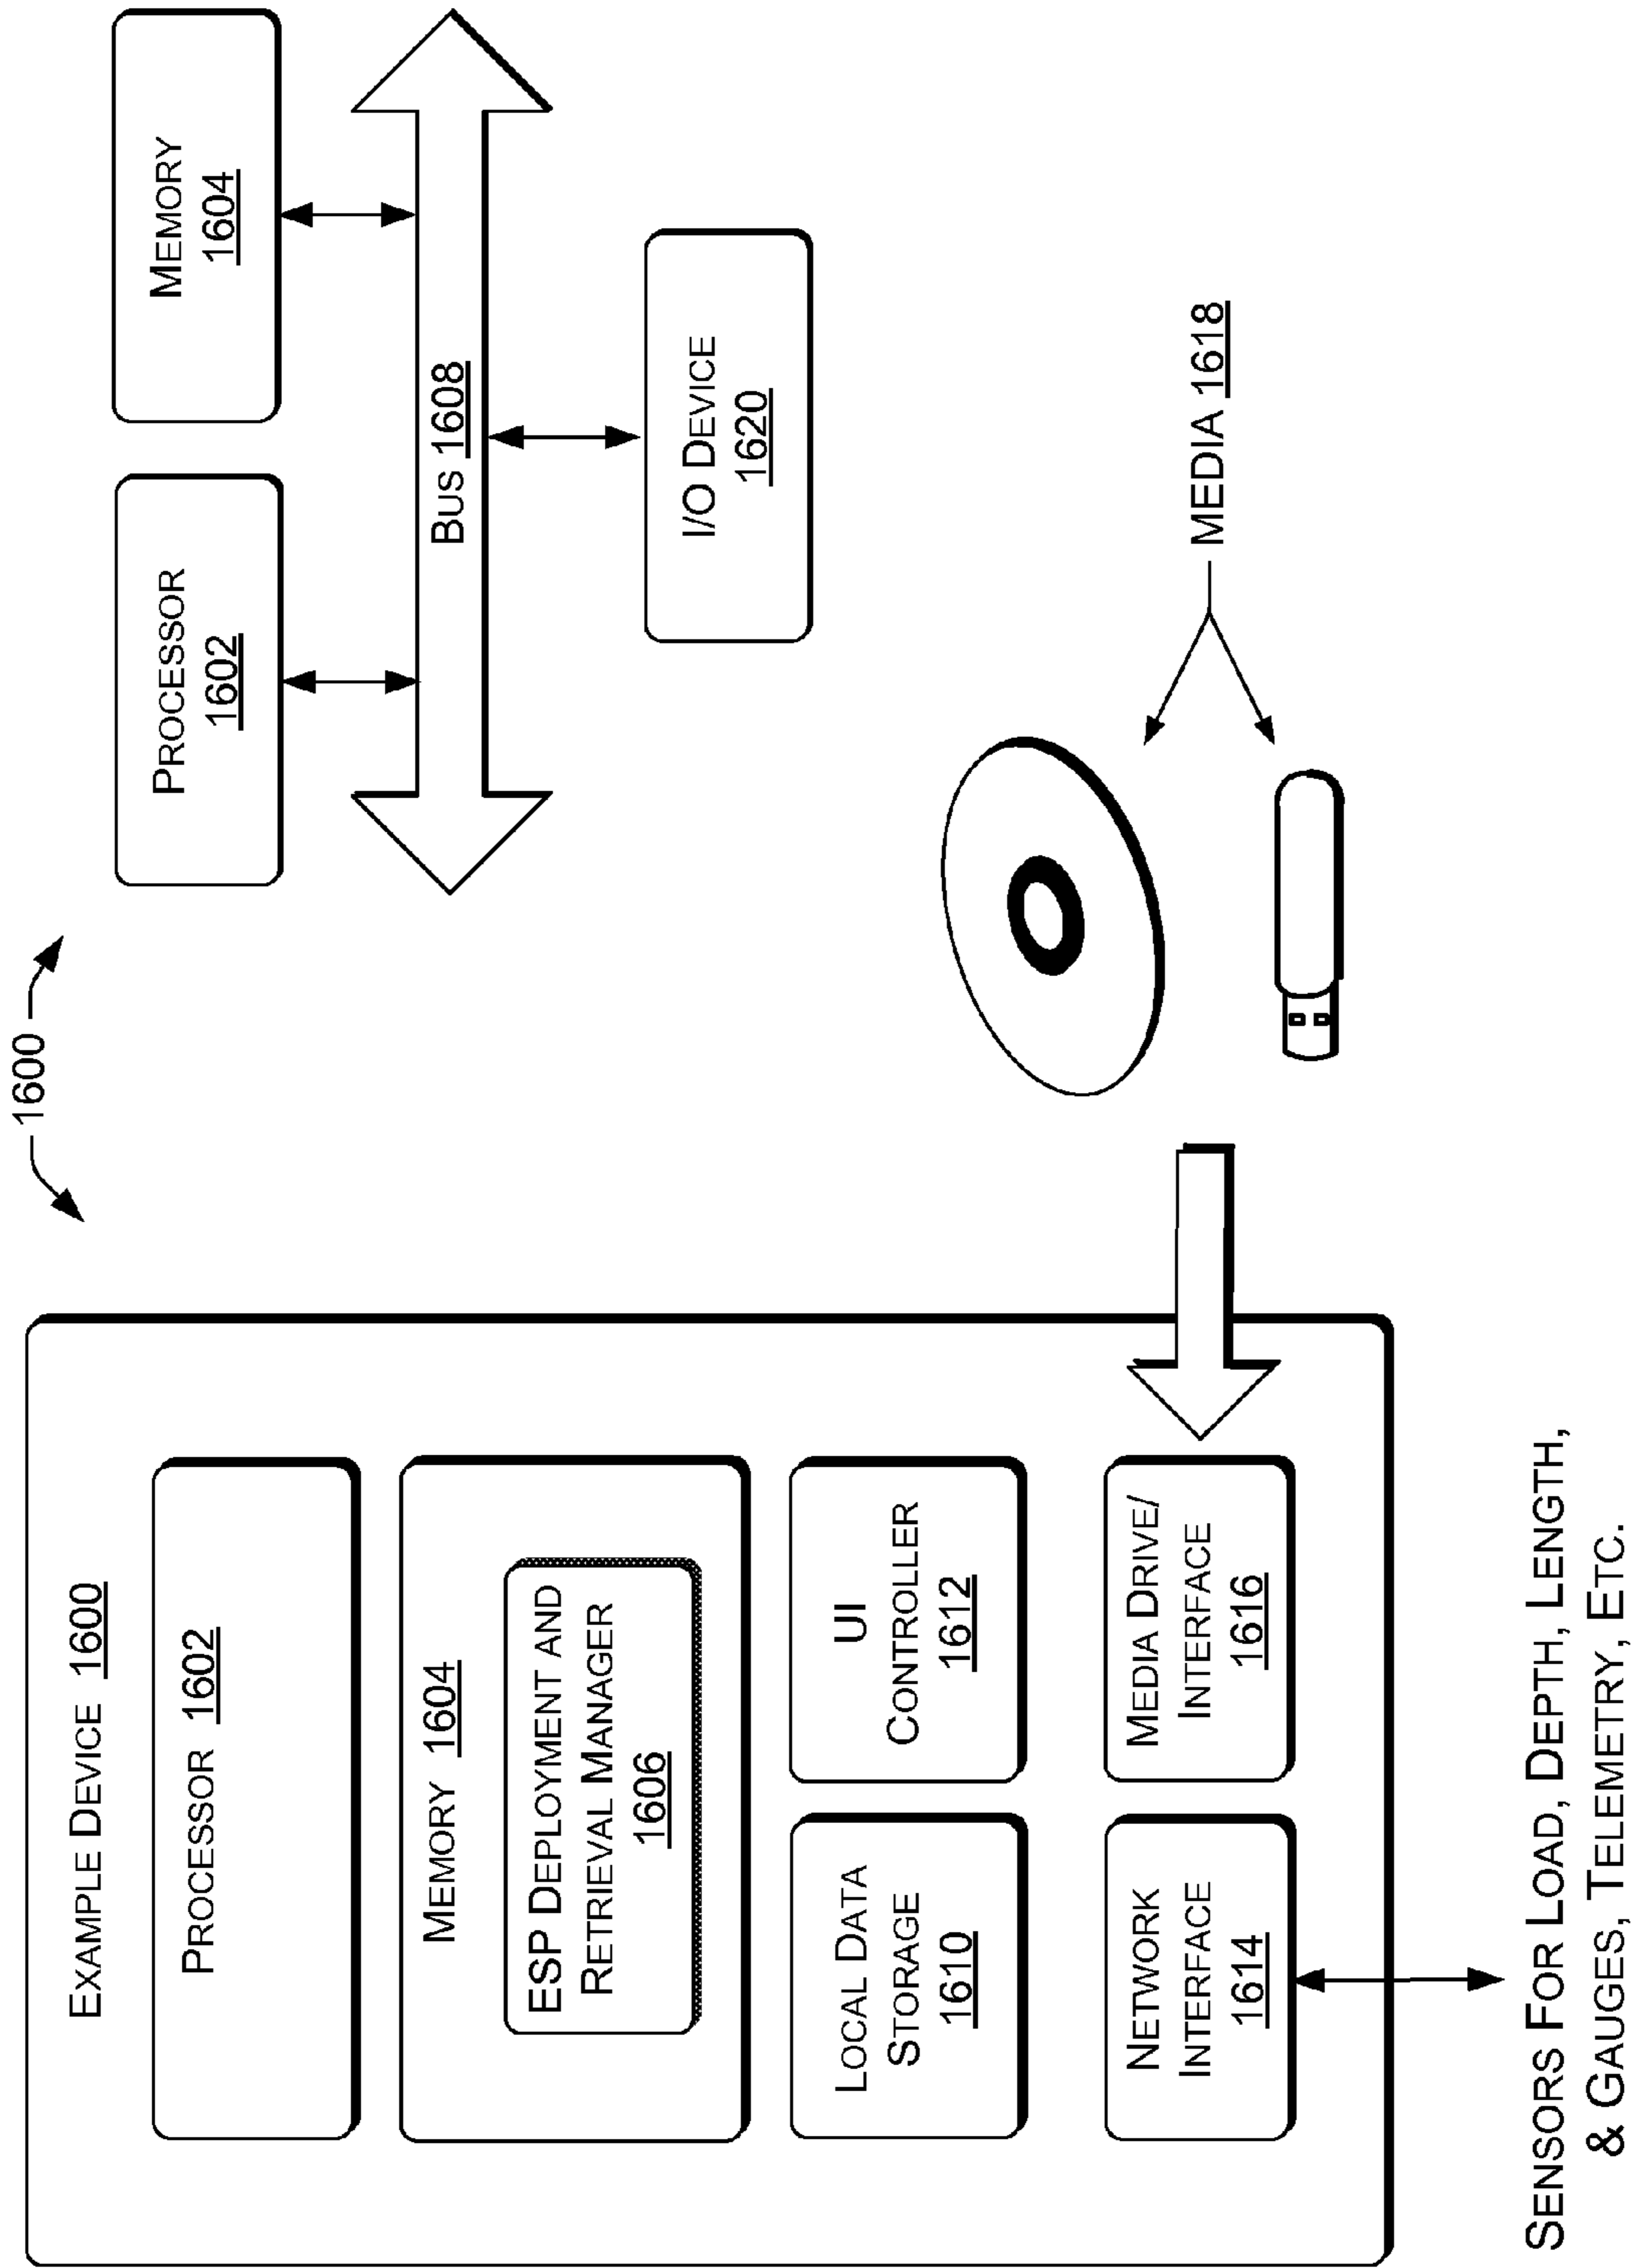 1600
EXAMPLE DEVICE 1600
PROCESSOR 1602
MEMORY 1604
ESP DEPLOYMENT AND
RETRIEVAL MANAGER
1606
LOCAL DATA
STORAGE
1610
UI
CONTROLLER
1612
NETWORK
INTERFACE
1614
MEDIA DRIVE/
INTERFACE
1616
SENSORS FOR LOAD, DEPTH, LENGTH,
& GAUGES, TELEMETRY, ETC.
PROCESSOR
1602
MEMORY
1604
BUS 1608
I/O DEVICE
1620
MEDIA 1618